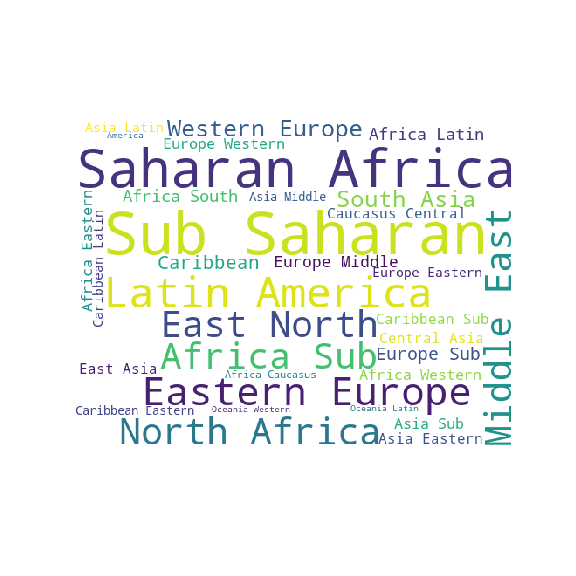 Asia Latin
America
Western Europe
Africa Latin
Europe Western
Saharan Africa
Africa South
Asia Middle
South Asia
Caucasus Central
Africa Eastern
Caribbean Latin
Sub Saharan
Middle East
Caribbean
Europe Middle
Europe Eastern
Latin America
East North
Caribbean Sub
Central Asia
Africa Sub
Europe Sub
East Asia
Africa Caucasus
Africa Western
Eastern Europe
Caribbean Eastern
Oceania Western
Oceania Latin
North Africa
Asia Sub
Asia Eastern